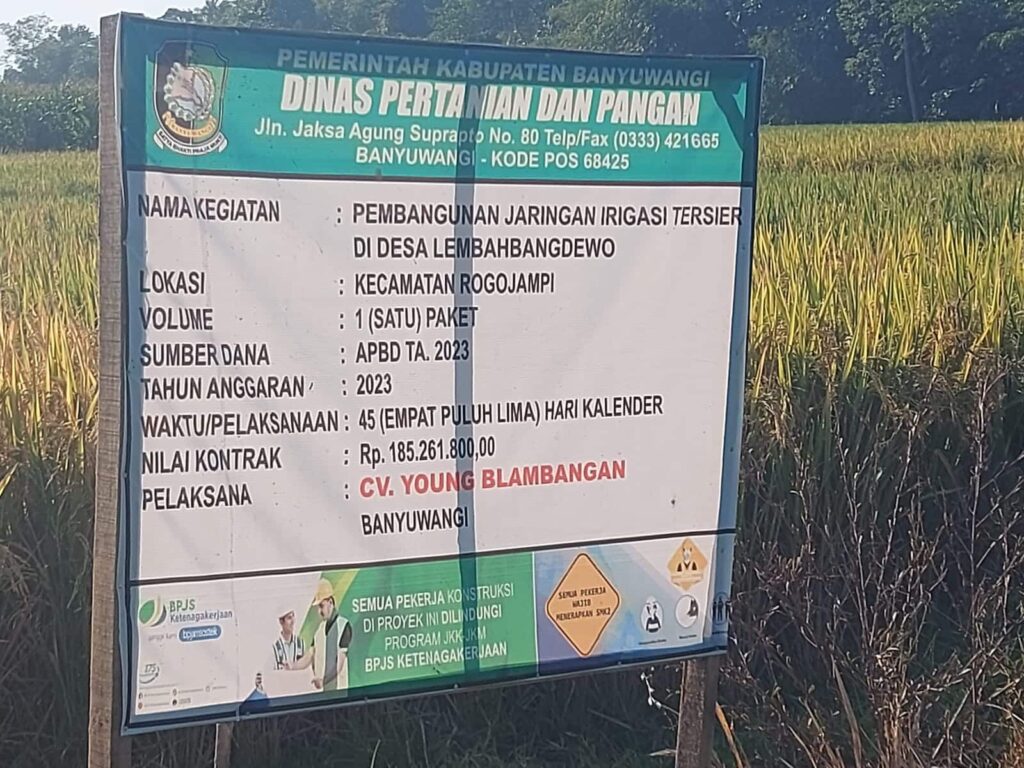 PEMERINTAH KABUPATEN BANYUWANGI
DINAS PERTANIAN DAN PANGAN
Jln. Jaksa Agung Suprapto No. 80 Telp/Fax (0333) 421665
BANYUWANGI - KODE POS 68425
BANYUWANGI
NAMA KEGIATAN : PEMBANGUNAN JARINGAN IRIGASI TERSIER
DI DESA LEMBAHBANGDEWO
LOKASI : KECAMATAN ROGOJAMPI
VOLUME : 1 (SATU) PAKET
SUMBER DANA : APBD TA. 2023
TAHUN ANGGARAN : 2023
WAKTU/PELAKSANAAN : 45 (EMPAT PULUH LIMA) HARI KALENDER
NILAI KONTRAK : Rp. 185.261.800,00
PELAKSANA : CV. YOUNG BLAMBANGAN
BANYUWANGI
BPJS
Ketenagakerjaan
bpjamsostek
175
SEMUA PEKERJA KONSTRUKSI
DI PROYEK INI DILINDUNGI
PROGRAM JKK-JKM
BPJS KETENAGAKERJAAN
SEMUA PEKERJA
WAJIB
MENERAPKAN SMK3